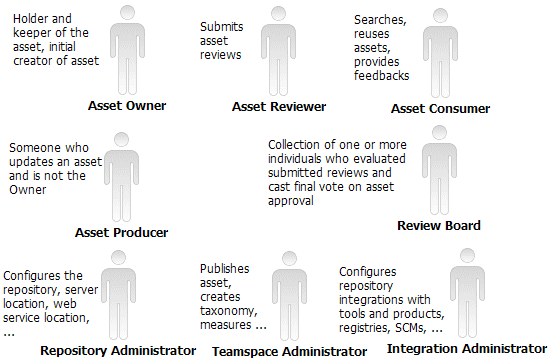 Holder and
keeper of the
asset, initial
creator of asset
Asset Owner
Submits
asset
reviews
Asset Reviewer
Searches,
reuses
assets,
provides
feedbacks
Asset Consumer
Someone who
updates an asset
and is not the
Owner
Asset Producer
Collection of one or more
individuals who evaluated
submitted reviews and
cast final vote on asset
approval
Review Board
Configures the
repository, server
location, web
service location,
...
Repository Administrator
Publishes
asset,
creates
taxonomy,
measures ...
Teamspace Administrator
Configures
repository
integrations with
tools and products,
registries, SCMs, ...
Integration Administrator